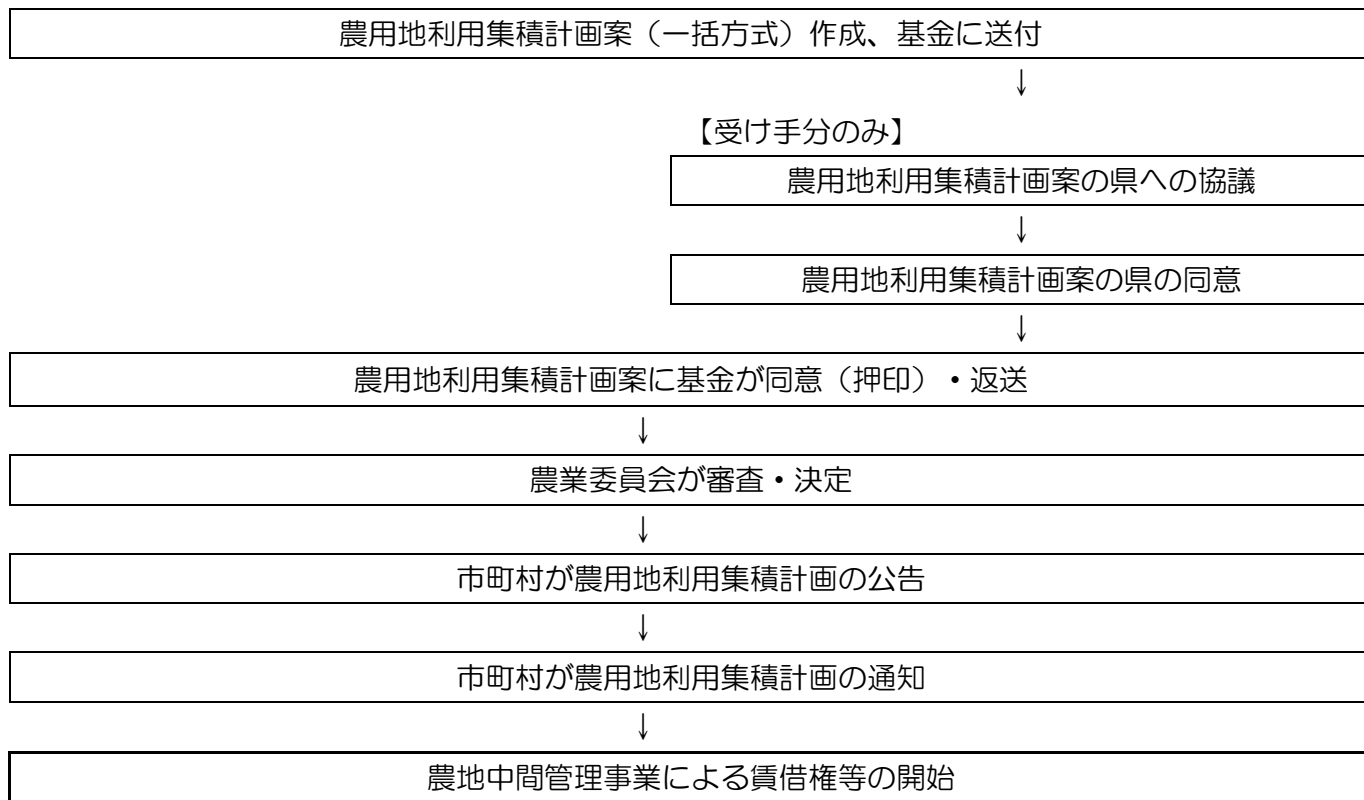 農用地利用集積計画案（一括方式）作成、基金に送付
↓
【受け手分のみ】
農用地利用集積計画案の県への協議
↓
農用地利用集積計画案の県の同意
↓
農用地利用集積計画案に基金が同意（押印）・返送
↓
農業委員会が審査・決定
↓
市町村が農用地利用集積計画の公告
↓
市町村が農用地利用集積計画の通知
↓
農地中間管理事業による賃借権等の開始